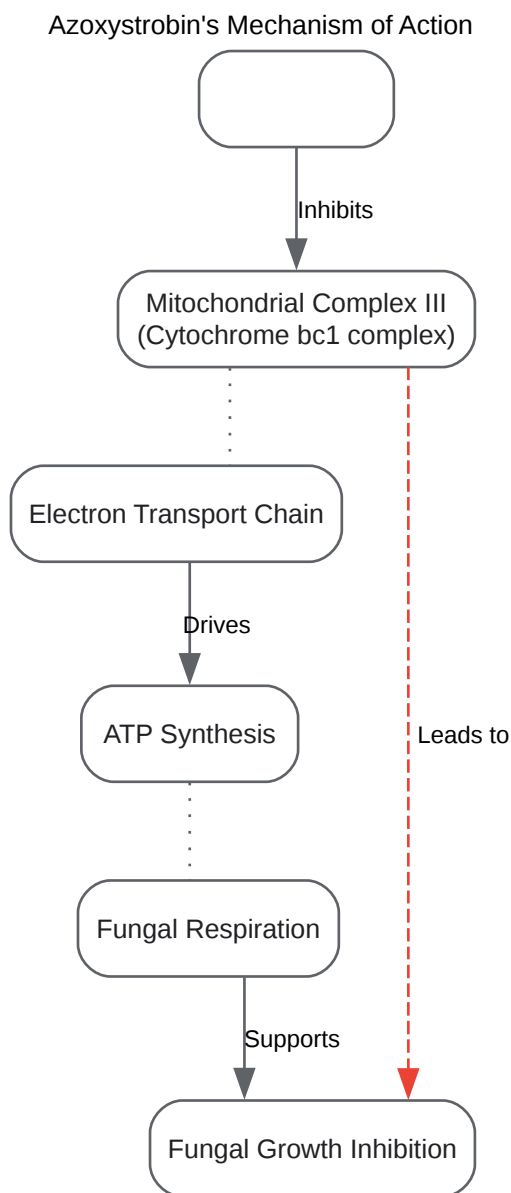 Azoxystrobin's Mechanism of Action
Inhibits
Mitochondrial Complex III
(Cytochrome bc1 complex)
Electron Transport Chain
Drives
ATP Synthesis
Leads to
Fungal Respiration
Supports
Fungal Growth Inhibition